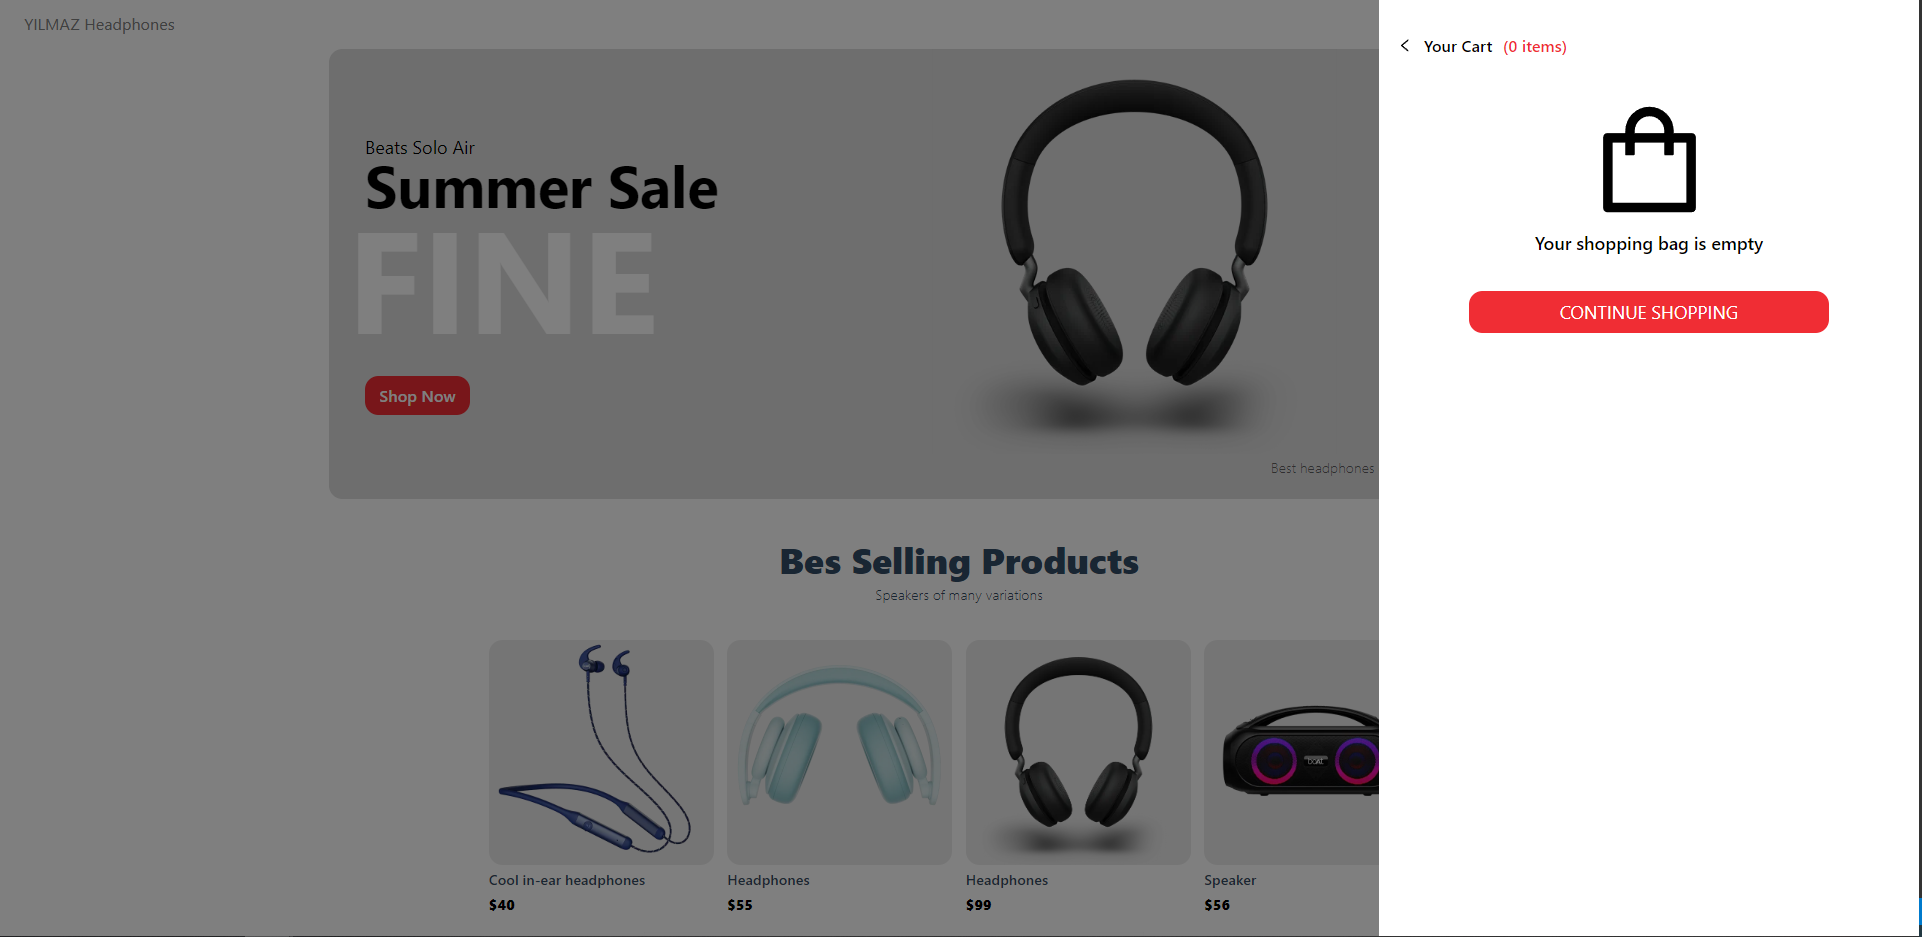 YILMAZ Headphones
Beats Solo Air
Summer Sale
FINE
Shop Now
Best headphones
Your Cart (0 items)
Your shopping bag is empty
CONTINUE SHOPPING
Bes Selling Products
Speakers of many variations
Cool in-ear headphones
$40
Headphones
$55
Headphones
$99
Speaker
$56